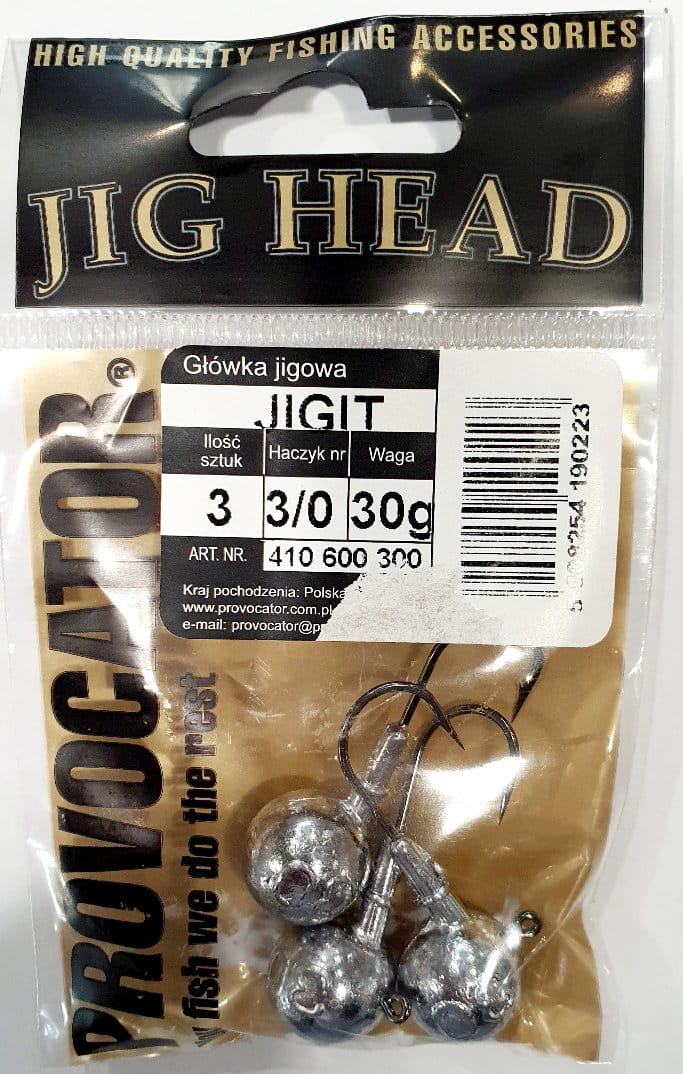 HIGH QUALITY FISHING ACCESSORIES
JIG HEAD
PROVOCATOR®
fish we do the rest
Główka jigowa
JIGIT
Ilość sztuk
Haczyk nr
Waga
3
3/0
30g
ART. NR.
410 600 300
Kraj pochodzenia: Polska
www.provocator.com.pl
e-mail: provocator@pr
190223